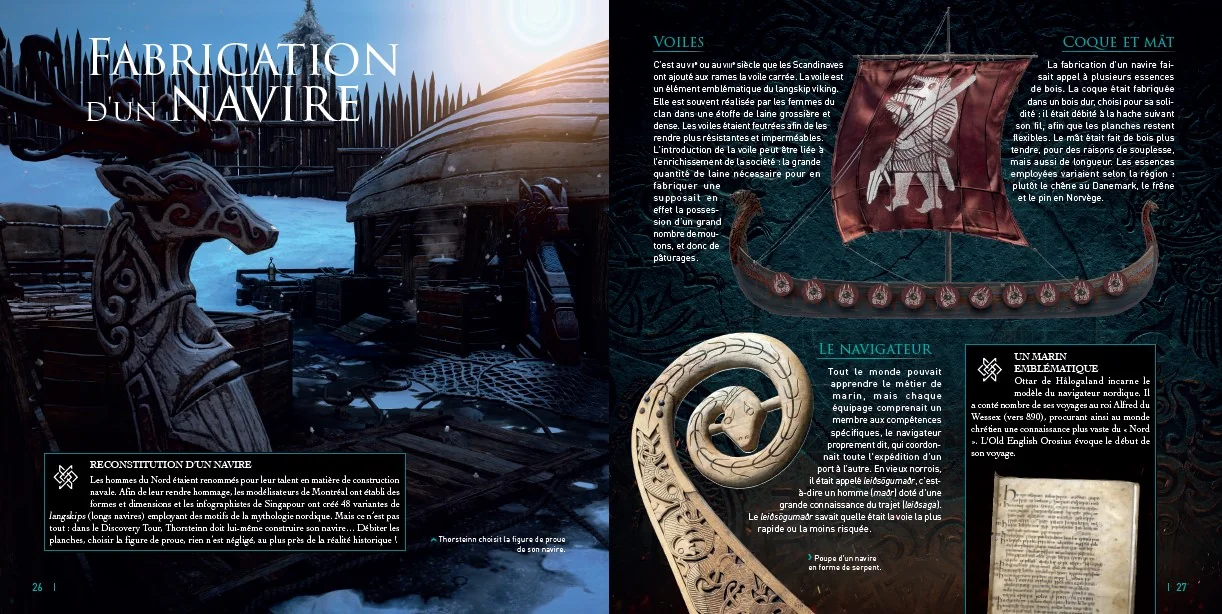 FABRICATION
D'UN NAVIRE
RECONSTITUTION D'UN NAVIRE
Les hommes du Nord étaient renommés pour leur talent en matière de construction
navale. Afin de leur rendre hommage, les modélisateurs de Montréal ont établi des
formes et dimensions et les infographistes de Singapour ont créé 48 variantes de
langskips (longs navires) employant des motifs de la mythologie nordique. Mais ce n'est pas
tout : dans le Discovery Tour, Thorsteinn doit lui-même construire son navire... Débiter les
planches, choisir la figure de proue, rien n'est négligé, au plus près de la réalité historique !
Thorsteinn choisit la figure de proue
de son navire.
26 |
VOILES
C'est au VIIe ou au VIIIe siècle que les Scandinaves
ont ajouté aux rames la voile carrée. La voile est
un élément emblématique du langskip viking.
Elle est souvent réalisée par les femmes du
clan dans une étoffe de laine grossière et
dense. Les voiles étaient feutrées afin de les
rendre plus résistantes et imperméables.
L'introduction de la voile peut être liée à
l'enrichissement de la société : la grande
quantité de laine nécessaire pour en
fabriquer une
supposait en
effet la posses-
sion d'un grand
nombre de mou-
tons, et donc de
pâturages.
COQUE ET MÂT
La fabrication d'un navire fai-
sait appel à plusieurs essences
de bois. La coque était fabriquée
dans un bois dur, choisi pour sa soli-
dité : il était débité à la hache suivant
son fil, afin que les planches restent
flexibles. Le mât était fait de bois plus
tendre, pour des raisons de souplesse,
mais aussi de longueur. Les essences
employées variaient selon la région :
plutôt le chêne au Danemark, le frêne
et le pin en Norvège.
LE NAVIGATEUR
Tout le monde pouvait
apprendre le métier de
marin, mais chaque
équipage comprenait un
membre aux compétences
spécifiques, le navigateur
proprement dit, qui coordon-
nait toute l'expédition d'un
port à l'autre. En vieux norrois,
il était appelé leiðsögumaðr, c'est-
à-dire un homme (maðr) doté d'une
grande connaissance du trajet (leiðsaga).
Le leiðsögumaðr savait quelle était la voie la plus
rapide ou la moins risquée.
Poupe d'un navire
en forme de serpent.
UN MARIN
EMBLÉMATIQUE
Ottar de Hålogaland incarne le
modèle du navigateur nordique. Il
a conté nombre de ses voyages au roi Alfred du
Wessex (vers 890), procurant ainsi au monde
chrétien une connaissance plus vaste du « Nord
». L'Old English Orosius évoque le début de
son voyage.
| 27